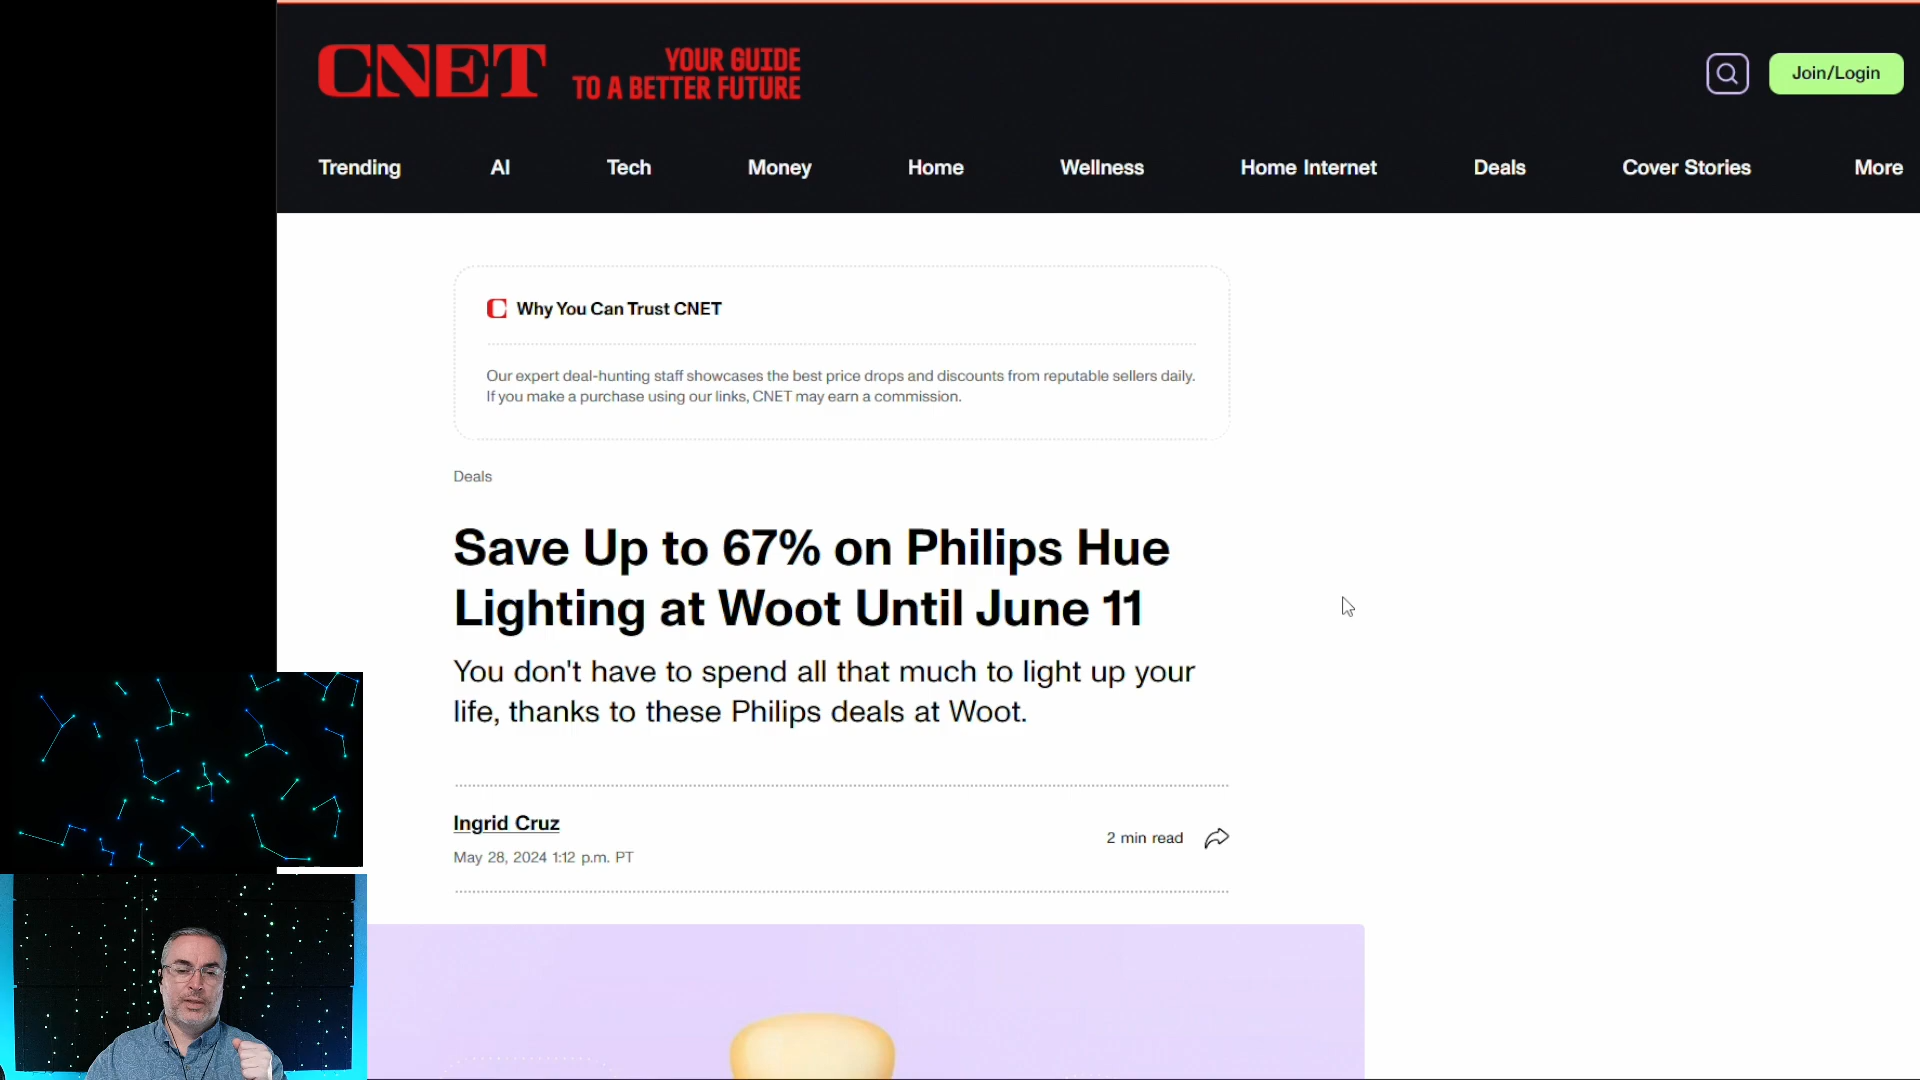 CNET
YOUR GUIDE
TO A BETTER FUTURE
Join/Login
Trending AI Tech Money Home Wellness Home Internet Deals Cover Stories More
Why You Can Trust CNET
Our expert deal-hunting staff showcases the best price drops and discounts from reputable sellers daily.
If you make a purchase using our links, CNET may earn a commission.
Deals
Save Up to 67% on Philips Hue
Lighting at Woot Until June 11
You don't have to spend all that much to light up your
life, thanks to these Philips deals at Woot.
Ingrid Cruz
2 min read
May 28, 2024 1:12 p.m. PT